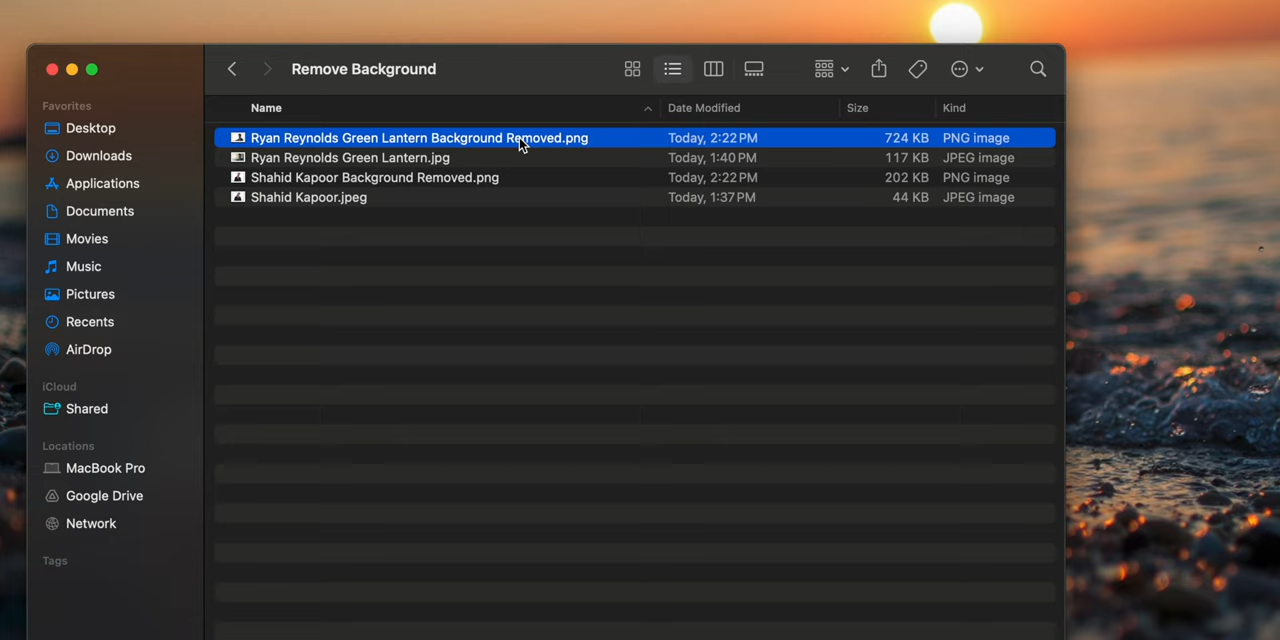 Remove Background
Favorites
Desktop
Downloads
Applications
Documents
Movies
Music
Pictures
Recents
AirDrop
iCloud
Shared
Locations
MacBook Pro
Google Drive
Network
Tags
Name Date Modified Size Kind
Ryan Reynolds Green Lantern Background Removed.png Today, 2:22 PM 724 KB PNG image
Ryan Reynolds Green Lantern.jpg Today, 1:40 PM 117 KB JPEG image
Shahid Kapoor Background Removed.png Today, 2:22 PM 202 KB PNG image
Shahid Kapoor.jpeg Today, 1:37 PM 44 KB JPEG image